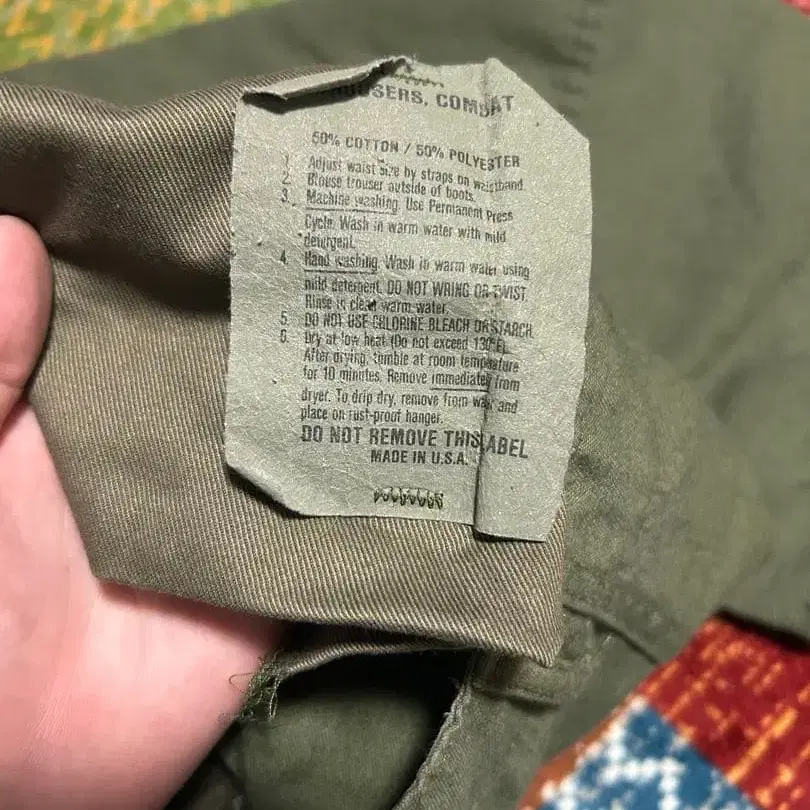 TROUSERS, COMBAT
50% COTTON / 50% POLYESTER
1. Adjust waist size by straps on waistband.
2. Blouse trouser outside of boots.
3. Machine washing. Use Permanent Press
Cycle. Wash in warm water with mild
detergent.
4. Hand washing. Wash in warm water using
mild detergent. DO NOT WRING OR TWIST.
Rinse in clean warm water.
5. DO NOT USE CHLORINE BLEACH OR STARCH.
6. Dry at low heat (Do not exceed 130°F).
After drying, tumble at room temperature
for 10 minutes. Remove immediately from
dryer. To drip dry, remove from water and
place on rust-proof hanger.
DO NOT REMOVE THIS LABEL
MADE IN U.S.A.